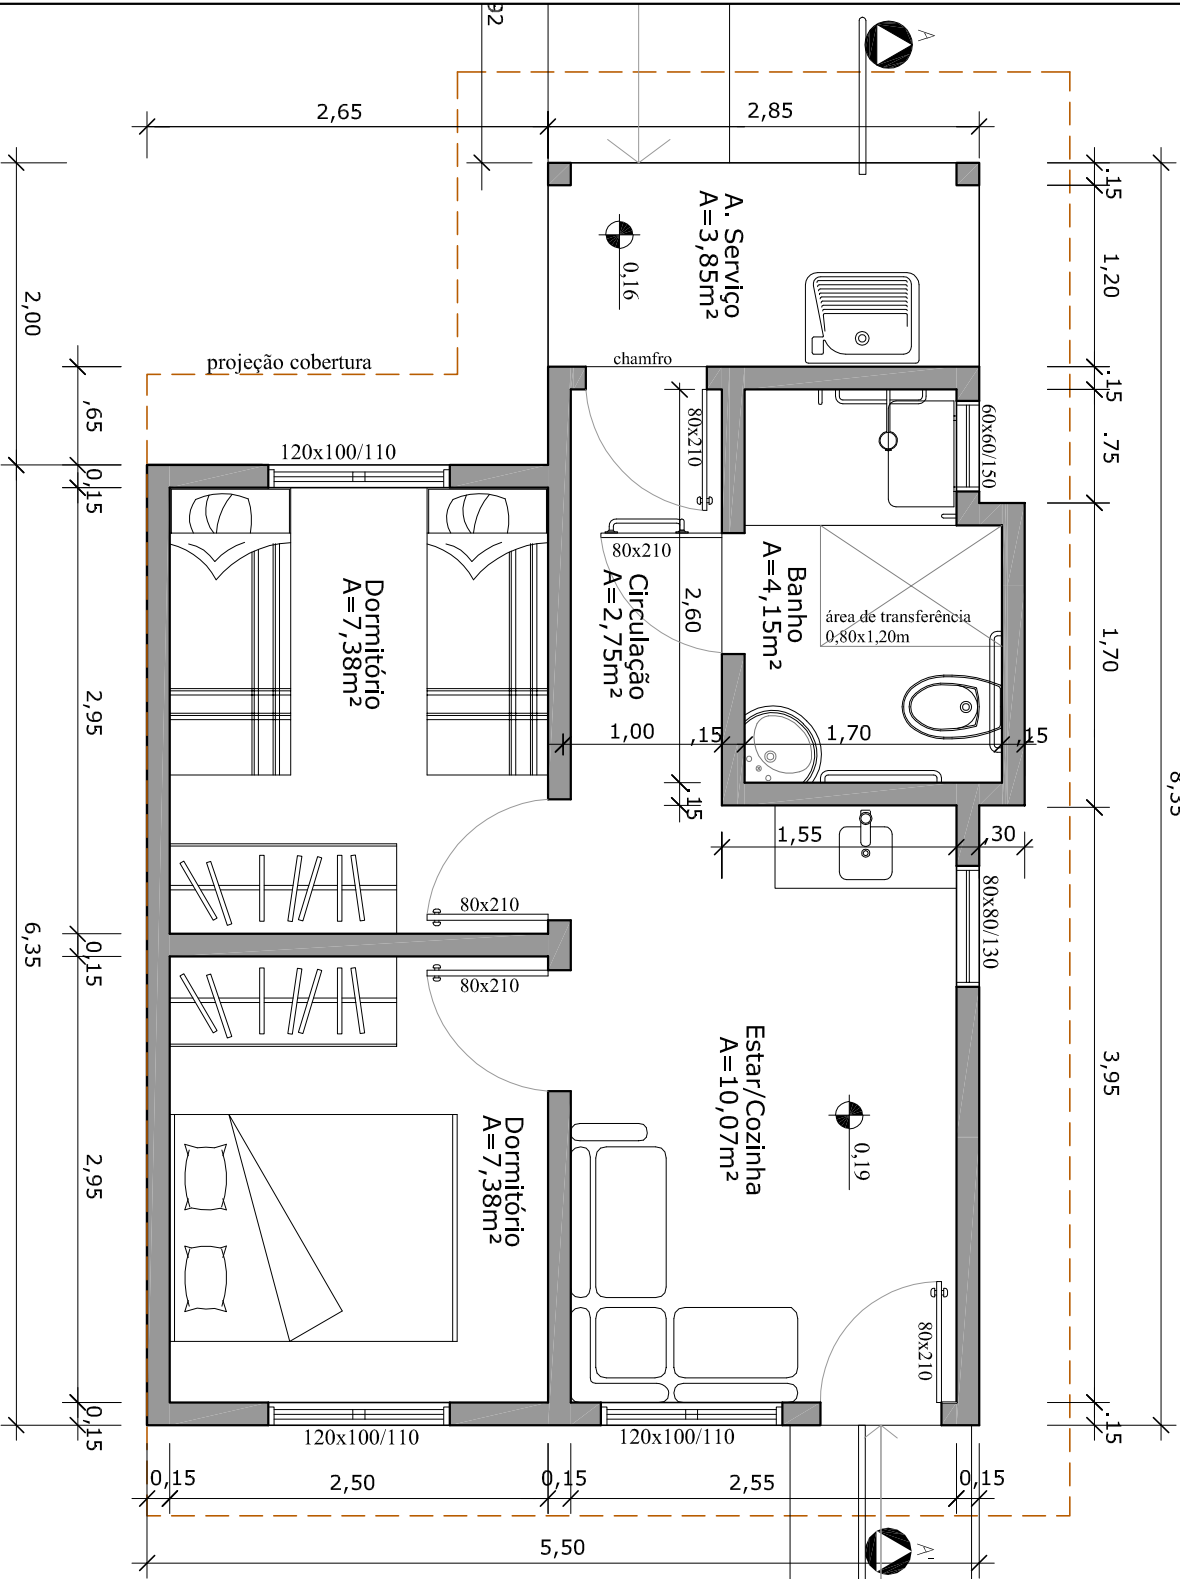 92
A
2,65
2,85
,15
1,20
,15
.75
1,70
8,35
3,95
,15
2,00
,65
0,15
2,95
6,35
0,15
2,95
0,15
A. Serviço
A=3,85m²
0,16
projeção cobertura
chamfro
120x100/110
80x210
60x60/150
80x210
Circulação
A=2,75m²
2,60
Banho
A=4,15m²
área de transferência
0,80x1,20m
Dormitório
A=7,38m²
1,00
,15
1,70
,15
,15
1,55
,30
80x80/130
80x210
80x210
Estar/Cozinha
A=10,07m²
0,19
Dormitório
A=7,38m²
80x210
120x100/110
120x100/110
0,15
2,50
0,15
2,55
0,15
5,50
A'